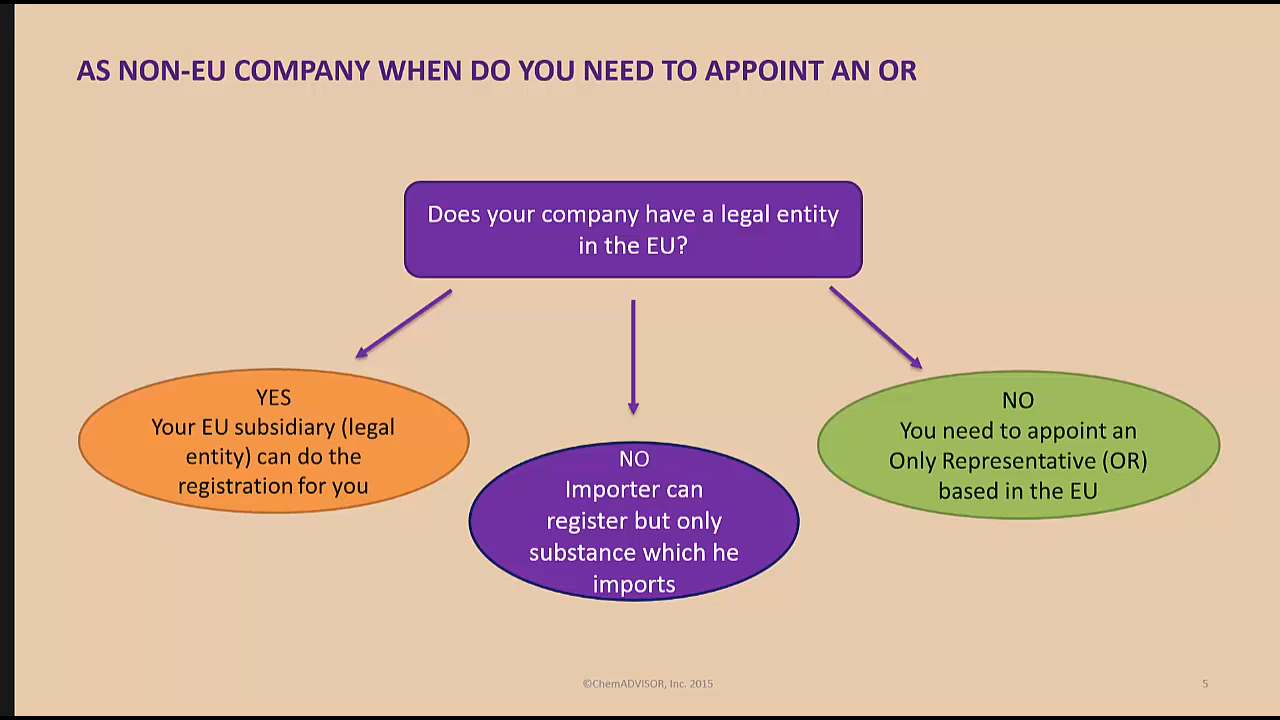 AS NON-EU COMPANY WHEN DO YOU NEED TO APPOINT AN OR
Does your company have a legal entity
in the EU?
YES
Your EU subsidiary (legal
entity) can do the
registration for you
NO
Importer can
register but only
substance which he
imports
NO
You need to appoint an
Only Representative (OR)
based in the EU
©ChemADVISOR, Inc. 2015
5